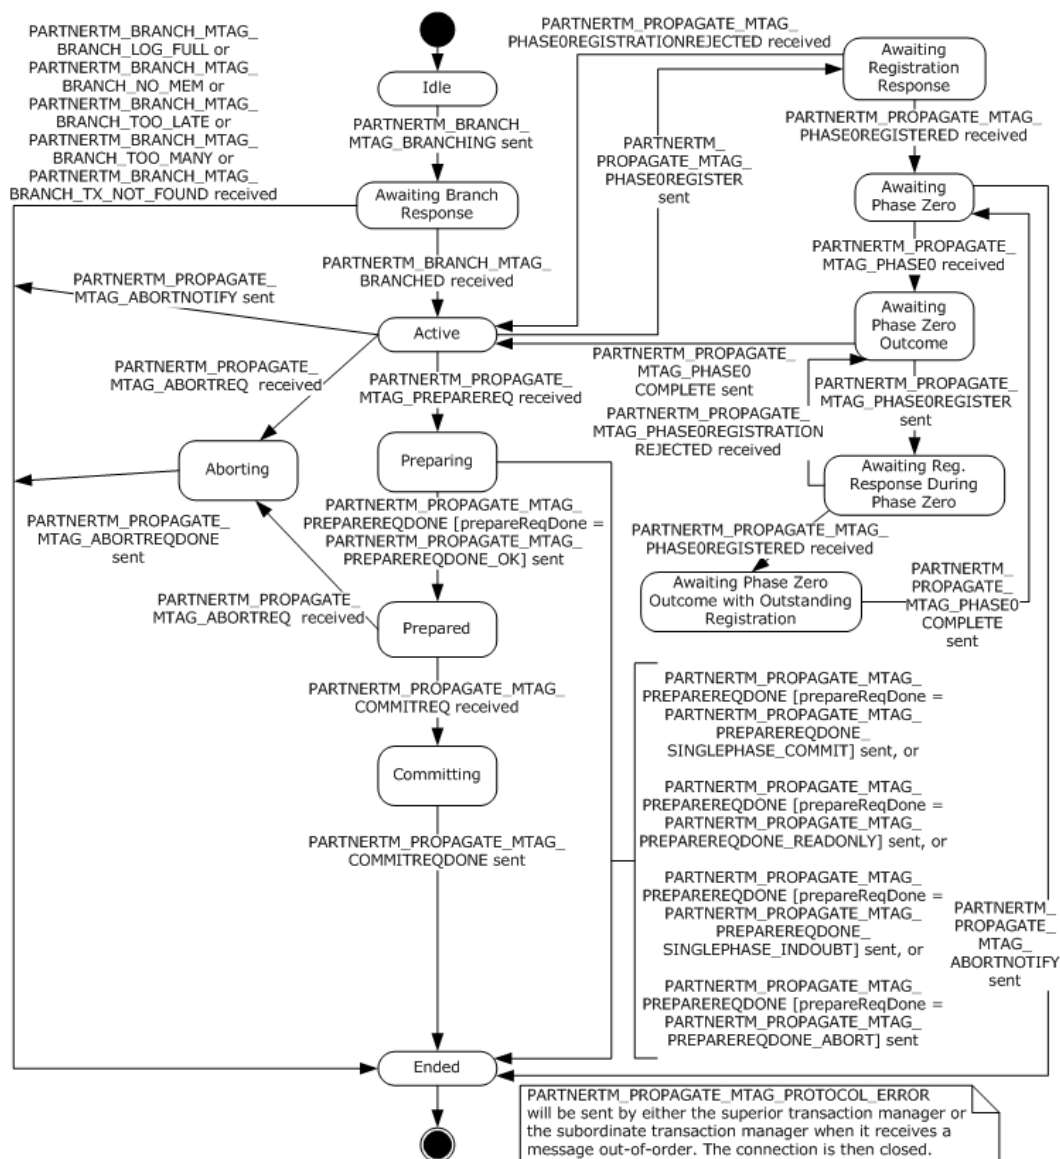 PARTNERTM_BRANCH_MTAG_
BRANCH_LOG_FULL or
PARTNERTM_BRANCH_MTAG_
BRANCH_NO_MEM or
PARTNERTM_BRANCH_MTAG_
BRANCH_TOO_LATE or
PARTNERTM_BRANCH_MTAG_
BRANCH_TOO_MANY or
PARTNERTM_BRANCH_MTAG_
BRANCH_TX_NOT_FOUND received
Idle
PARTNERTM_BRANCH_
MTAG_BRANCHING sent
Awaiting Branch
Response
PARTNERTM_BRANCH_MTAG_
BRANCHED received
PARTNERTM_PROPAGATE_
MTAG_ABORTNOTIFY sent
Active
PARTNERTM_PROPAGATE_MTAG_
PHASE0REGISTRATIONREJECTED received
Awaiting
Registration
Response
PARTNERTM_
PROPAGATE_MTAG_
PHASE0REGISTER
sent
PARTNERTM_PROPAGATE_MTAG_
PHASE0REGISTERED received
Awaiting
Phase Zero
PARTNERTM_PROPAGATE_
MTAG_PHASE0 received
Awaiting
Phase Zero
Outcome
PARTNERTM_PROPAGATE_
MTAG_PHASE0
COMPLETE sent
PARTNERTM_PROPAGATE_
MTAG_PHASE0REGISTER
sent
PARTNERTM_PROPAGATE_
MTAG_PHASE0REGISTRATION
REJECTED received
Awaiting Reg.
Response During
Phase Zero
PARTNERTM_PROPAGATE_MTAG_
PHASE0REGISTERED received
Awaiting Phase Zero
Outcome with Outstanding
Registration
PARTNERTM_
PROPAGATE_
MTAG_PHASE0
COMPLETE
sent
PARTNERTM_PROPAGATE_
MTAG_ABORTREQ received
PARTNERTM_PROPAGATE_
MTAG_PREPAREREQ received
Aborting
Preparing
PARTNERTM_PROPAGATE_
MTAG_ABORTREQDONE
sent
PARTNERTM_PROPAGATE_MTAG_
PREPAREREQDONE [prepareReqDone =
PARTNERTM_PROPAGATE_MTAG_
PREPAREREQDONE_OK] sent
PARTNERTM_PROPAGATE_
MTAG_ABORTREQ received
Prepared
PARTNERTM_PROPAGATE_MTAG_
COMMITREQ received
Committing
PARTNERTM_PROPAGATE_MTAG_
COMMITREQDONE sent
PARTNERTM_PROPAGATE_MTAG_
PREPAREREQDONE [prepareReqDone =
PARTNERTM_PROPAGATE_MTAG_
PREPAREREQDONE_
SINGLEPHASE_COMMIT] sent, or
PARTNERTM_PROPAGATE_MTAG_
PREPAREREQDONE [prepareReqDone =
PARTNERTM_PROPAGATE_MTAG_
PREPAREREQDONE_READONLY] sent, or
PARTNERTM_PROPAGATE_MTAG_
PREPAREREQDONE [prepareReqDone =
PARTNERTM_PROPAGATE_MTAG_
PREPAREREQDONE_
SINGLEPHASE_INDOUBT] sent, or
PARTNERTM_PROPAGATE_MTAG_
PREPAREREQDONE [prepareReqDone =
PARTNERTM_PROPAGATE_MTAG_
PREPAREREQDONE_ABORT] sent
PARTNERTM_
PROPAGATE_
MTAG_
ABORTNOTIFY
sent
Ended
PARTNERTM_PROPAGATE_MTAG_PROTOCOL_ERROR
will be sent by either the superior transaction manager or
the subordinate transaction manager when it receives a
message out-of-order. The connection is then closed.